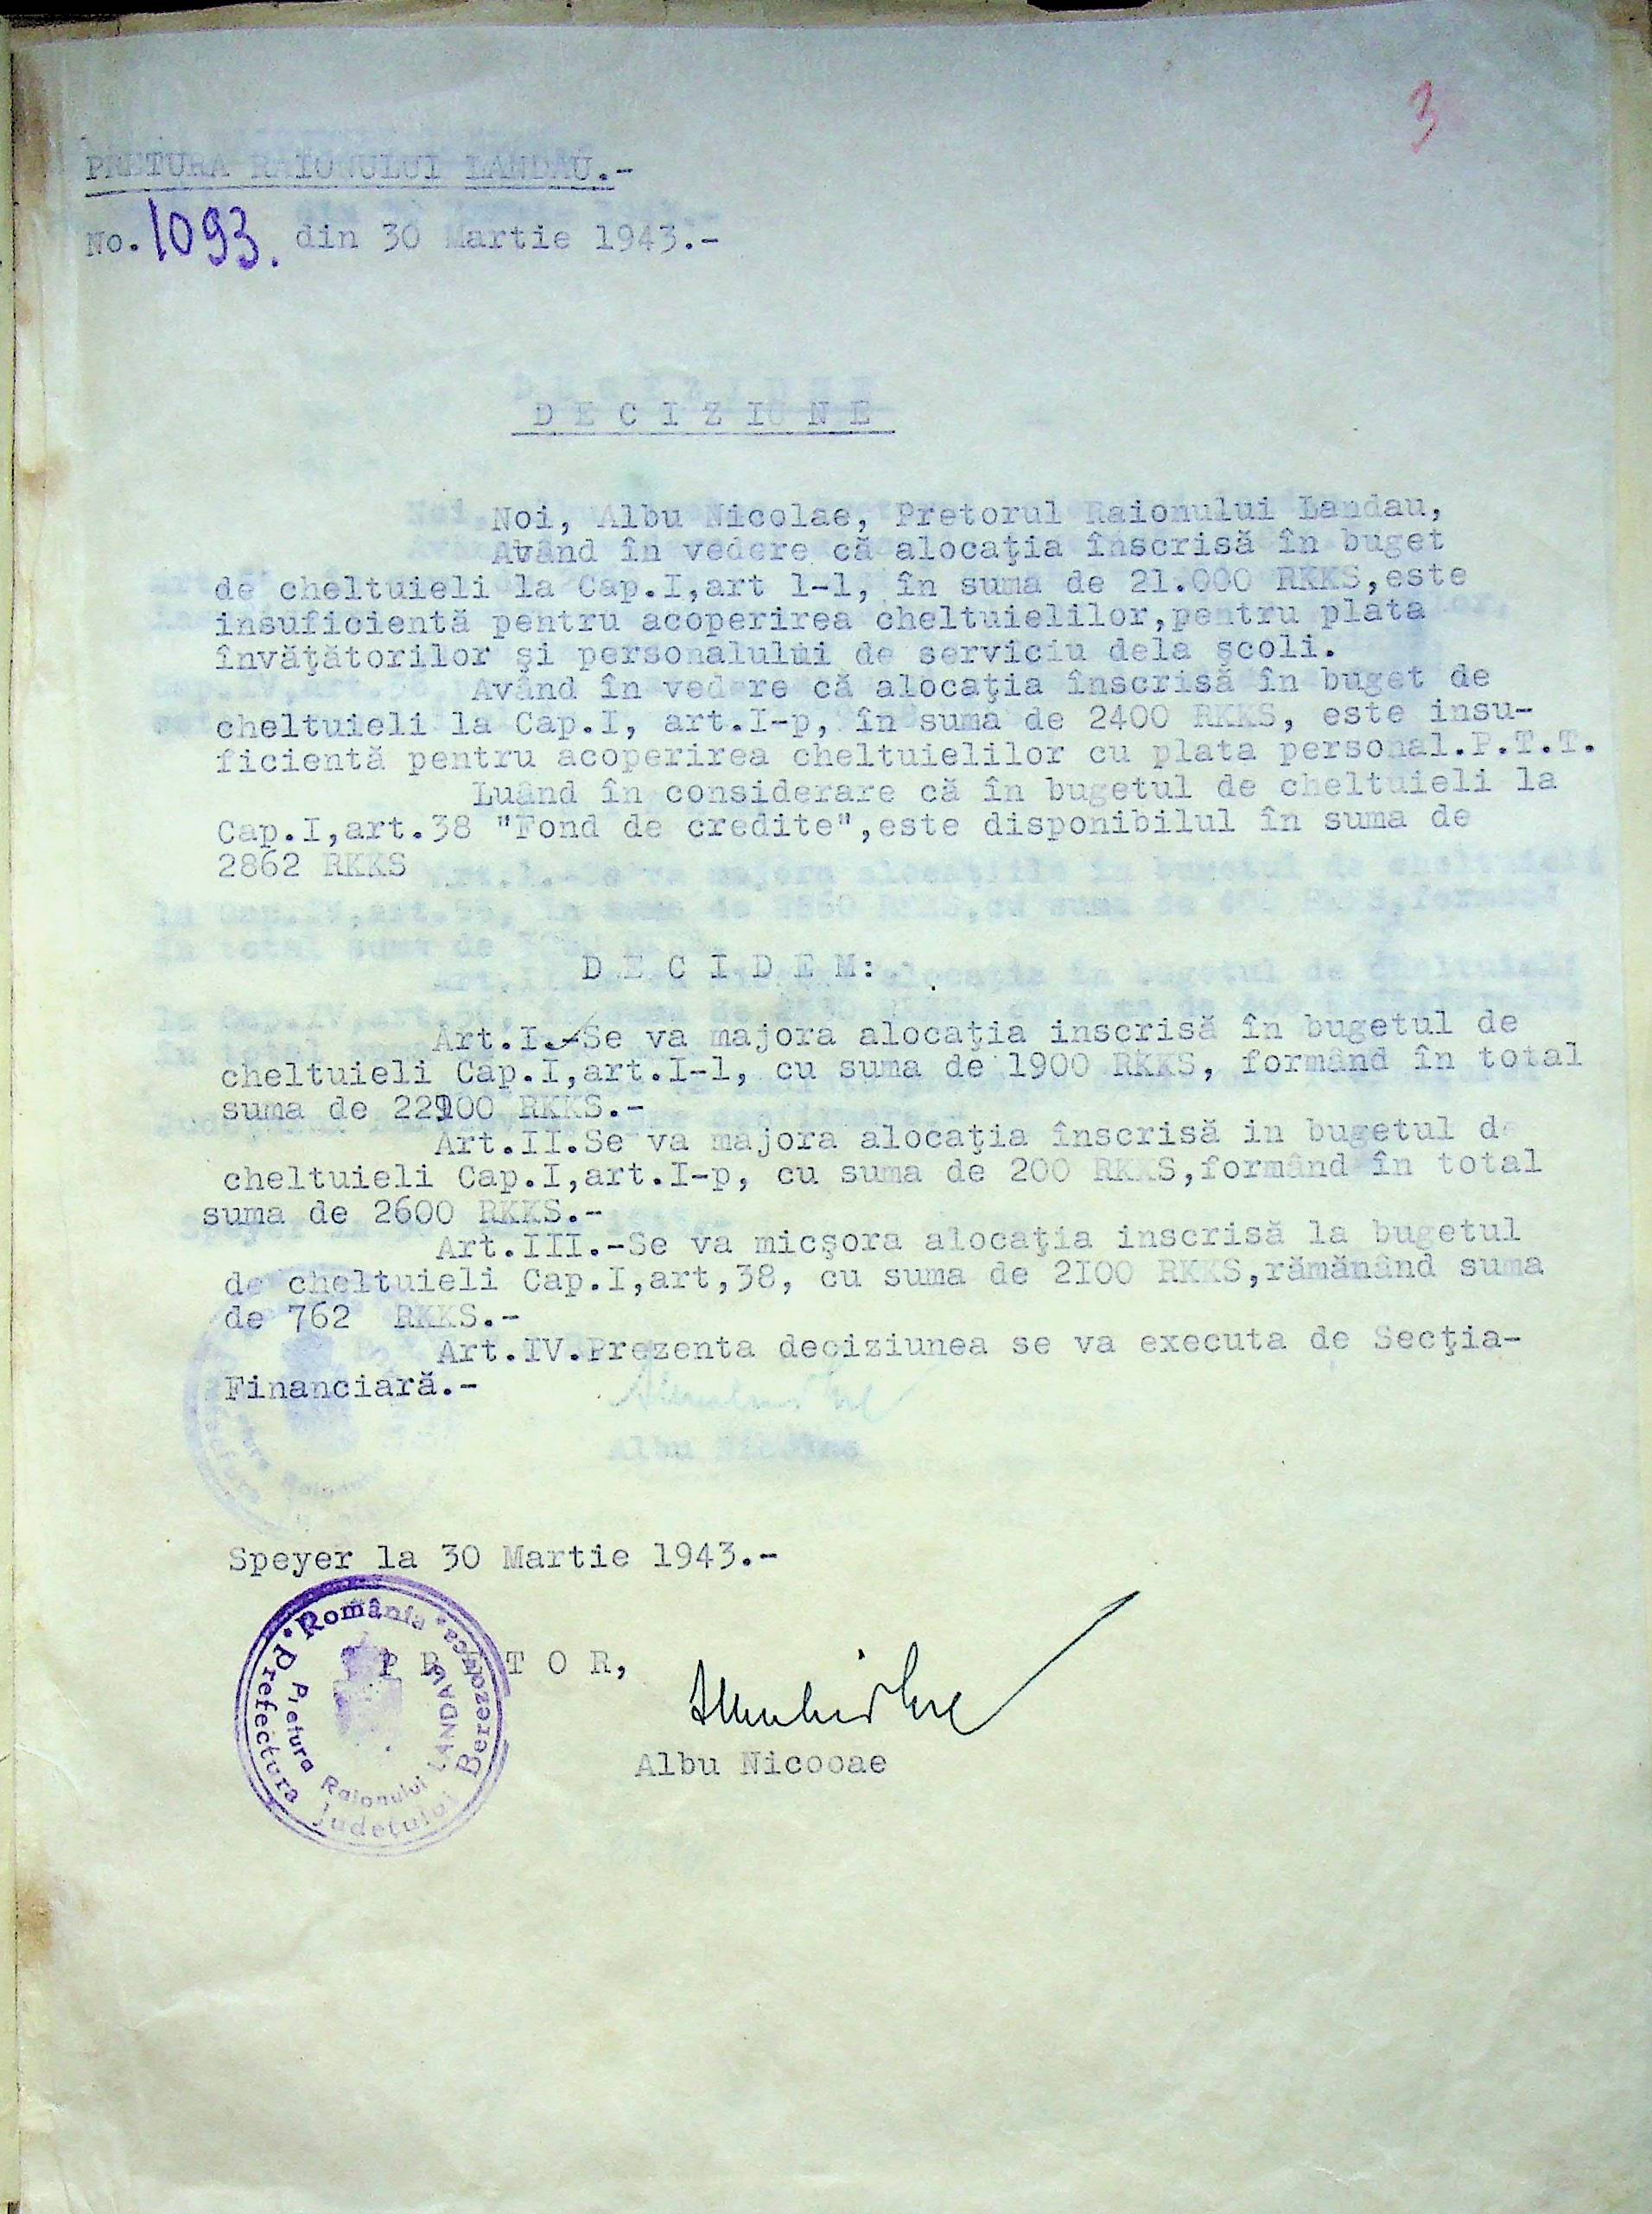 3
PRETURA RAIONULUI LANDAU.-
No. 1093. din 30 Martie 1943.-
D E C I Z I U N E
Noi, Albu Nicolae, Pretorul Raionului Landau,
Având în vedere că alocaţia înscrisă în buget
de cheltuieli la Cap.I,art 1-l, în suma de 21.000 RKKS,este
insuficientă pentru acoperirea cheltuielilor,pentru plata
învăţătorilor şi personalului de serviciu dela şcoli.
Având în vedere că alocaţia înscrisă în buget de
cheltuieli la Cap.I, art.I-p, în suma de 2400 RKKS, este insu-
ficientă pentru acoperirea cheltuielilor cu plata personal.P.T.T.
Luând în considerare că în bugetul de cheltuieli la
Cap.I,art.38 "Fond de credite",este disponibilul în suma de
2862 RKKS
D E C I D E M:
Art.I.-Se va majora alocaţia inscrisă în bugetul de
cheltuieli Cap.I,art.I-l, cu suma de 1900 RKKS, formând în total
suma de 22900 RKKS.-
Art.II.Se va majora alocaţia înscrisă in bugetul de
cheltuieli Cap.I,art.I-p, cu suma de 200 RKKS,formând în total
suma de 2600 RKKS.-
Art.III.-Se va micşora alocaţia inscrisă la bugetul
de cheltuieli Cap.I,art,38, cu suma de 2I00 RKKS,rămănând suma
de 762 RKKS.-
Art.IV.Prezenta deciziunea se va executa de Secţia-
Financiară.-
Speyer la 30 Martie 1943.-
P R E T O R,
Albu Nicooae
România
Prefectura Judeţului Berezovca
Pretura Raionului LANDAU